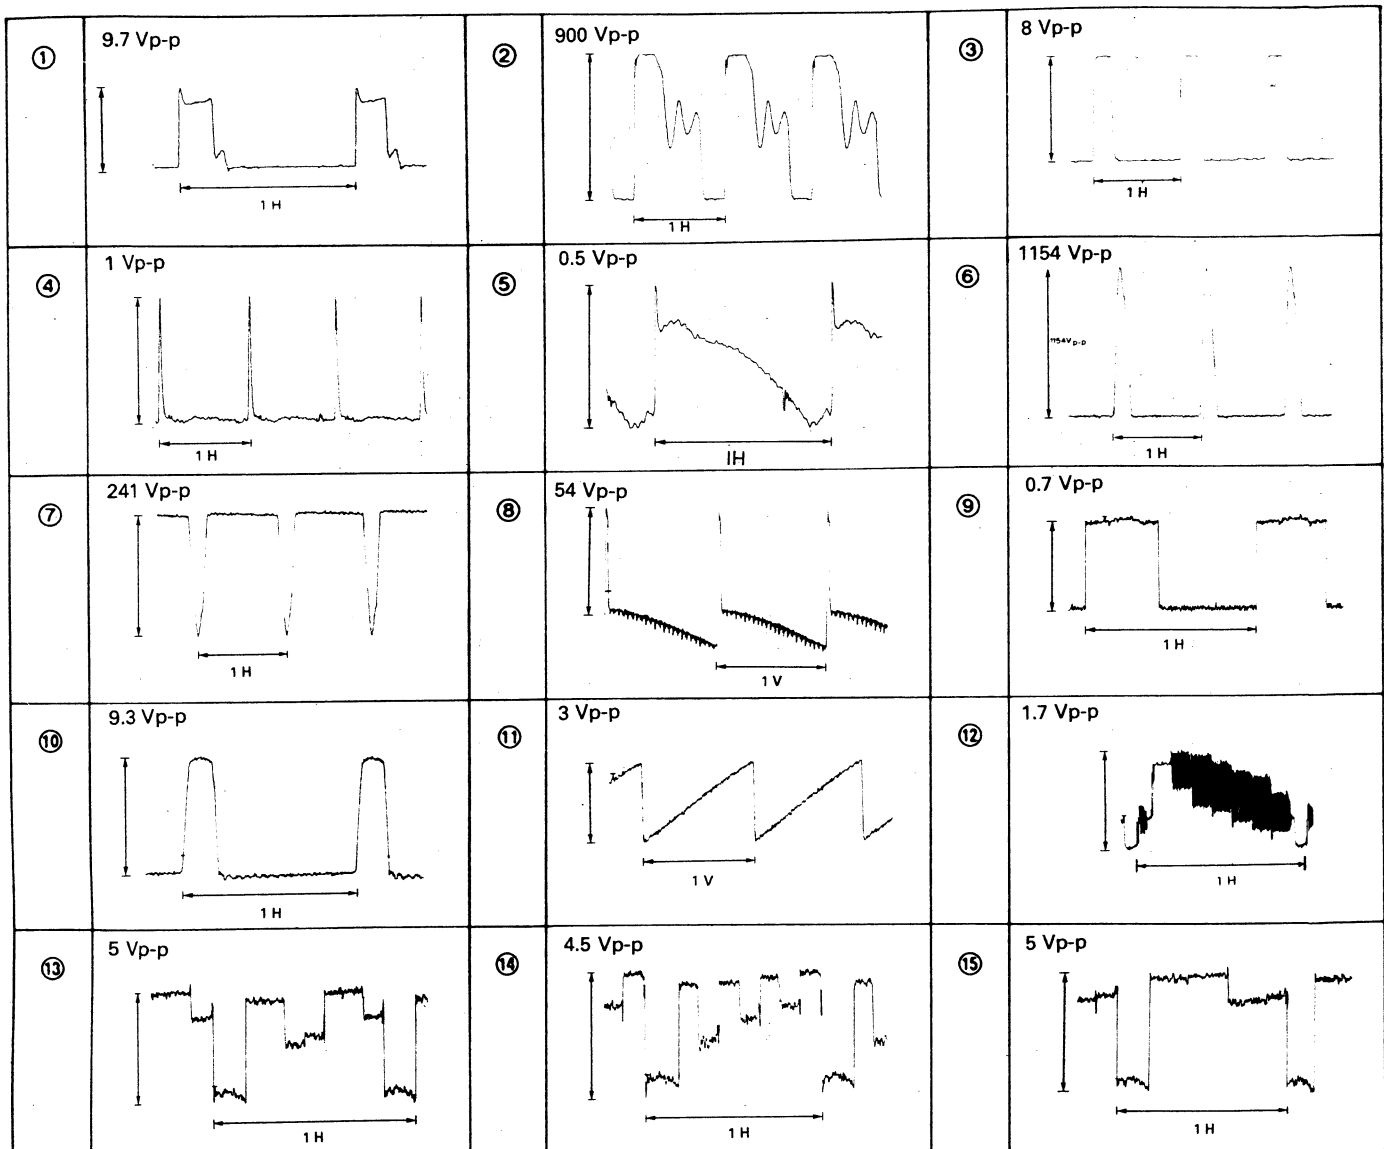 ① 9.7 Vp-p
1 H
② 900 Vp-p
1 H
③ 8 Vp-p
1 H
④ 1 Vp-p
1 H
⑤ 0.5 Vp-p
IH
⑥ 1154 Vp-p
1154Vp-p
1 H
⑦ 241 Vp-p
1 H
⑧ 54 Vp-p
1 V
⑨ 0.7 Vp-p
1 H
⑩ 9.3 Vp-p
1 H
⑪ 3 Vp-p
1 V
⑫ 1.7 Vp-p
1 H
⑬ 5 Vp-p
1 H
⑭ 4.5 Vp-p
1 H
⑮ 5 Vp-p
1 H